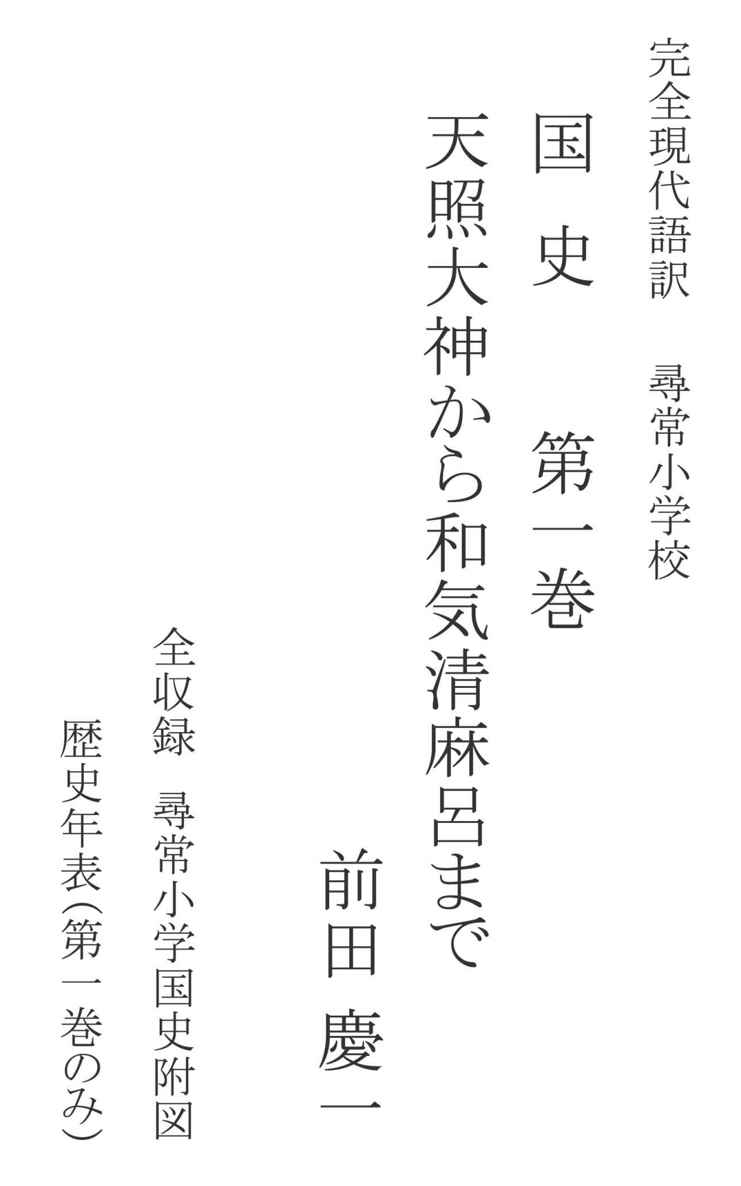 完全現代語訳　尋常小学校
国史　第一巻
天照大神から和気清麻呂まで
前田慶一
全収録　尋常小学国史附図
歴史年表(第一巻のみ)